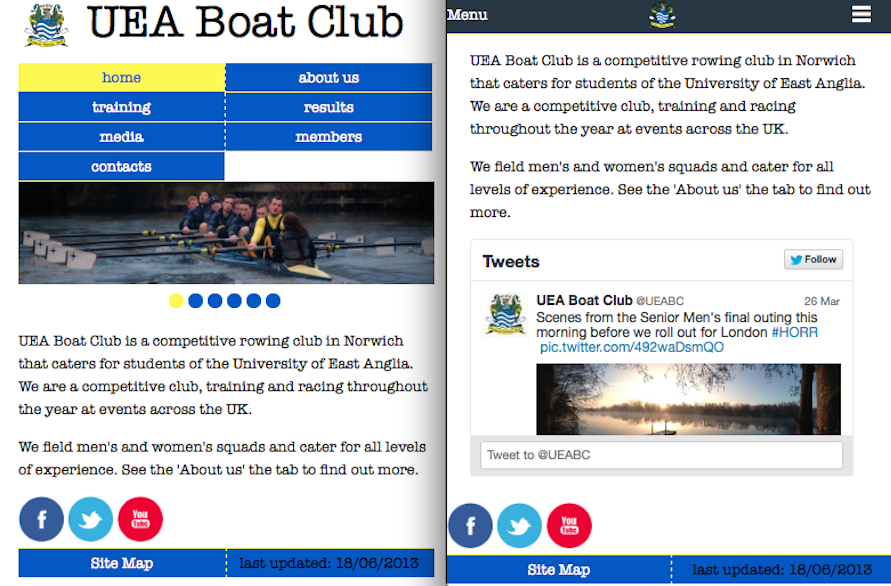 UEA Boat Club
home
about us
training
results
media
members
contacts
UEA Boat Club is a competitive rowing club in Norwich
that caters for students of the University of East Anglia.
We are a competitive club, training and racing throughout
the year at events across the UK.
We field men's and women's squads and cater for all levels
of experience. See the 'About us' the tab to find out more.
f
You
Tube
Site Map
last updated: 18/06/2013
Menu
UEA Boat Club is a competitive rowing club in Norwich
that caters for students of the University of East Anglia.
We are a competitive club, training and racing
throughout the year at events across the UK.
We field men's and women's squads and cater for all
levels of experience. See the 'About us' the tab to find out
more.
Tweets
Follow
UEA Boat Club @UEABC 26 Mar
Scenes from the Senior Men's final outing this
morning before we roll out for London #HORR
pic.twitter.com/492waDsmQO
Tweet to @UEABC
f
You
Tube
Site Map
last updated: 18/06/2013